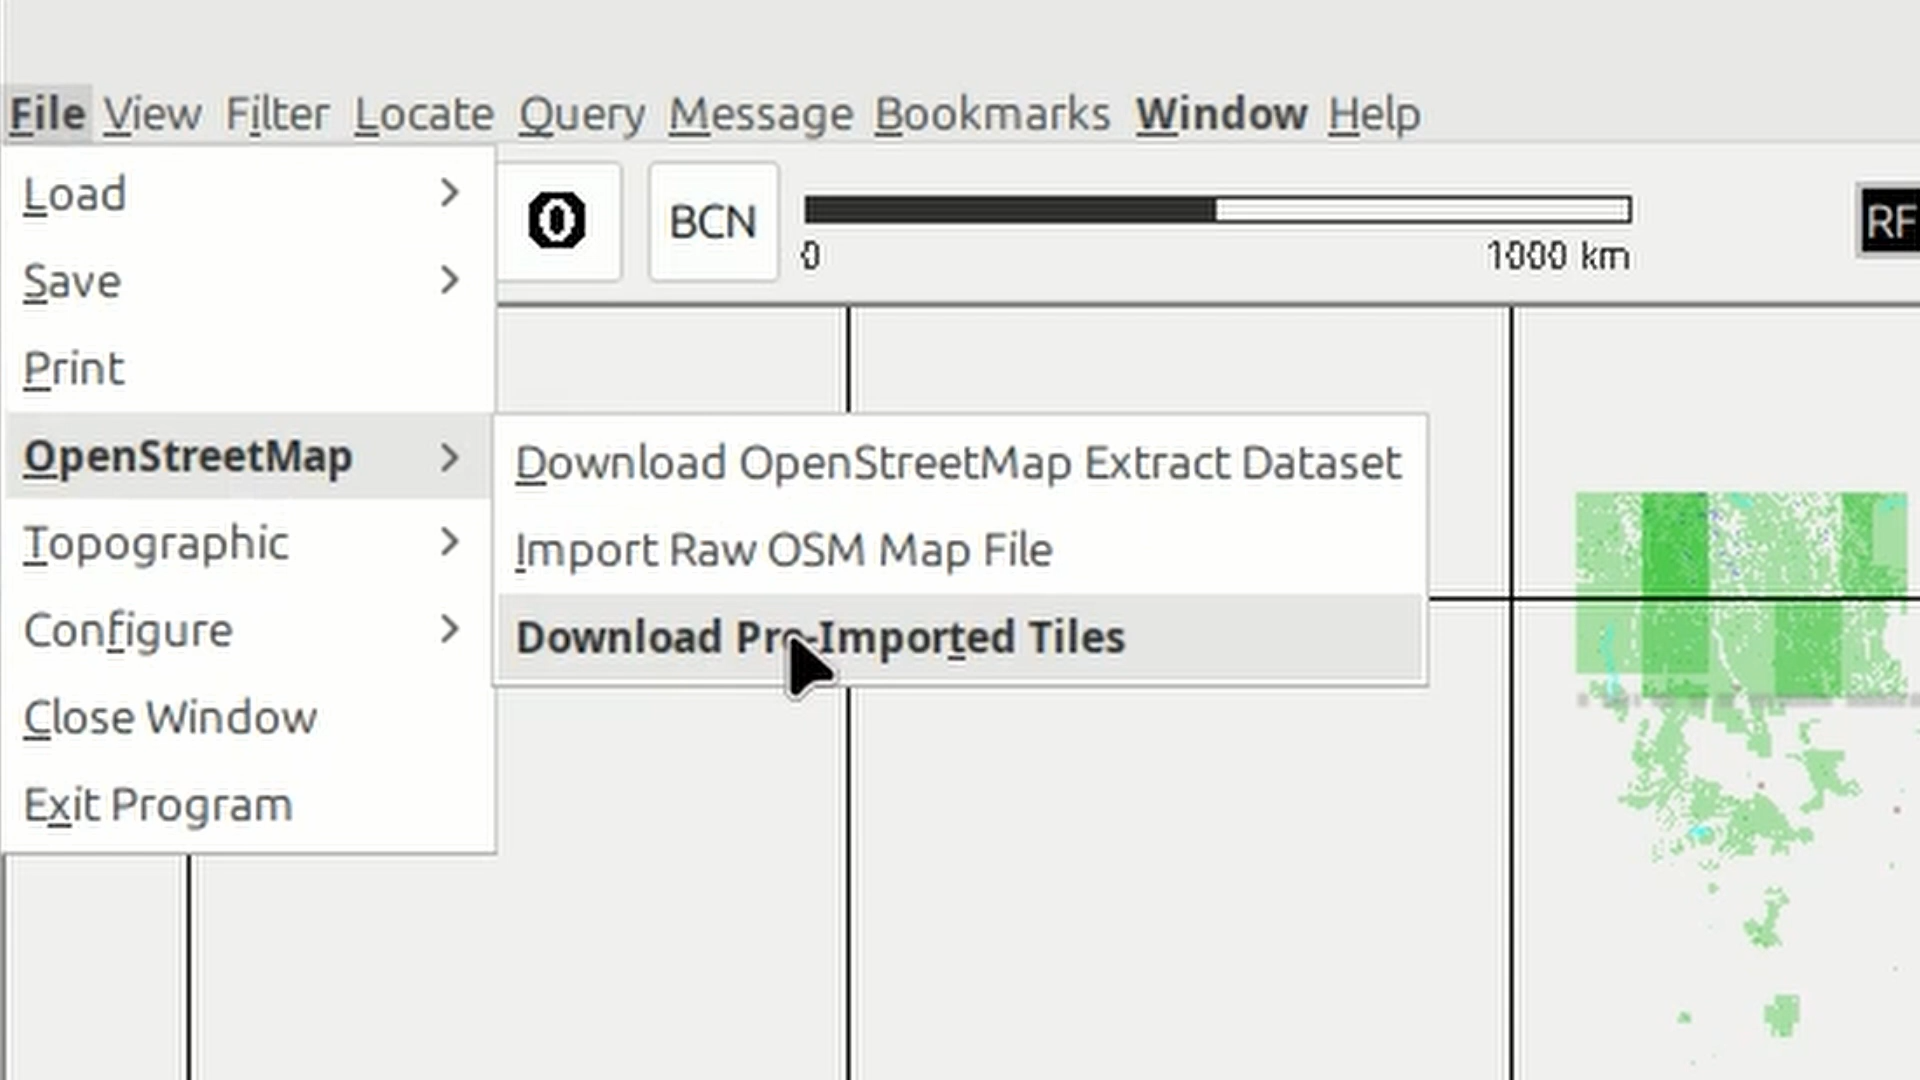 File View Filter Locate Query Message Bookmarks Window Help
0 BCN
0 1000 km
RF
Load
Save
Print
OpenStreetMap
Topographic
Configure
Close Window
Exit Program
Download OpenStreetMap Extract Dataset
Import Raw OSM Map File
Download Pre-Imported Tiles